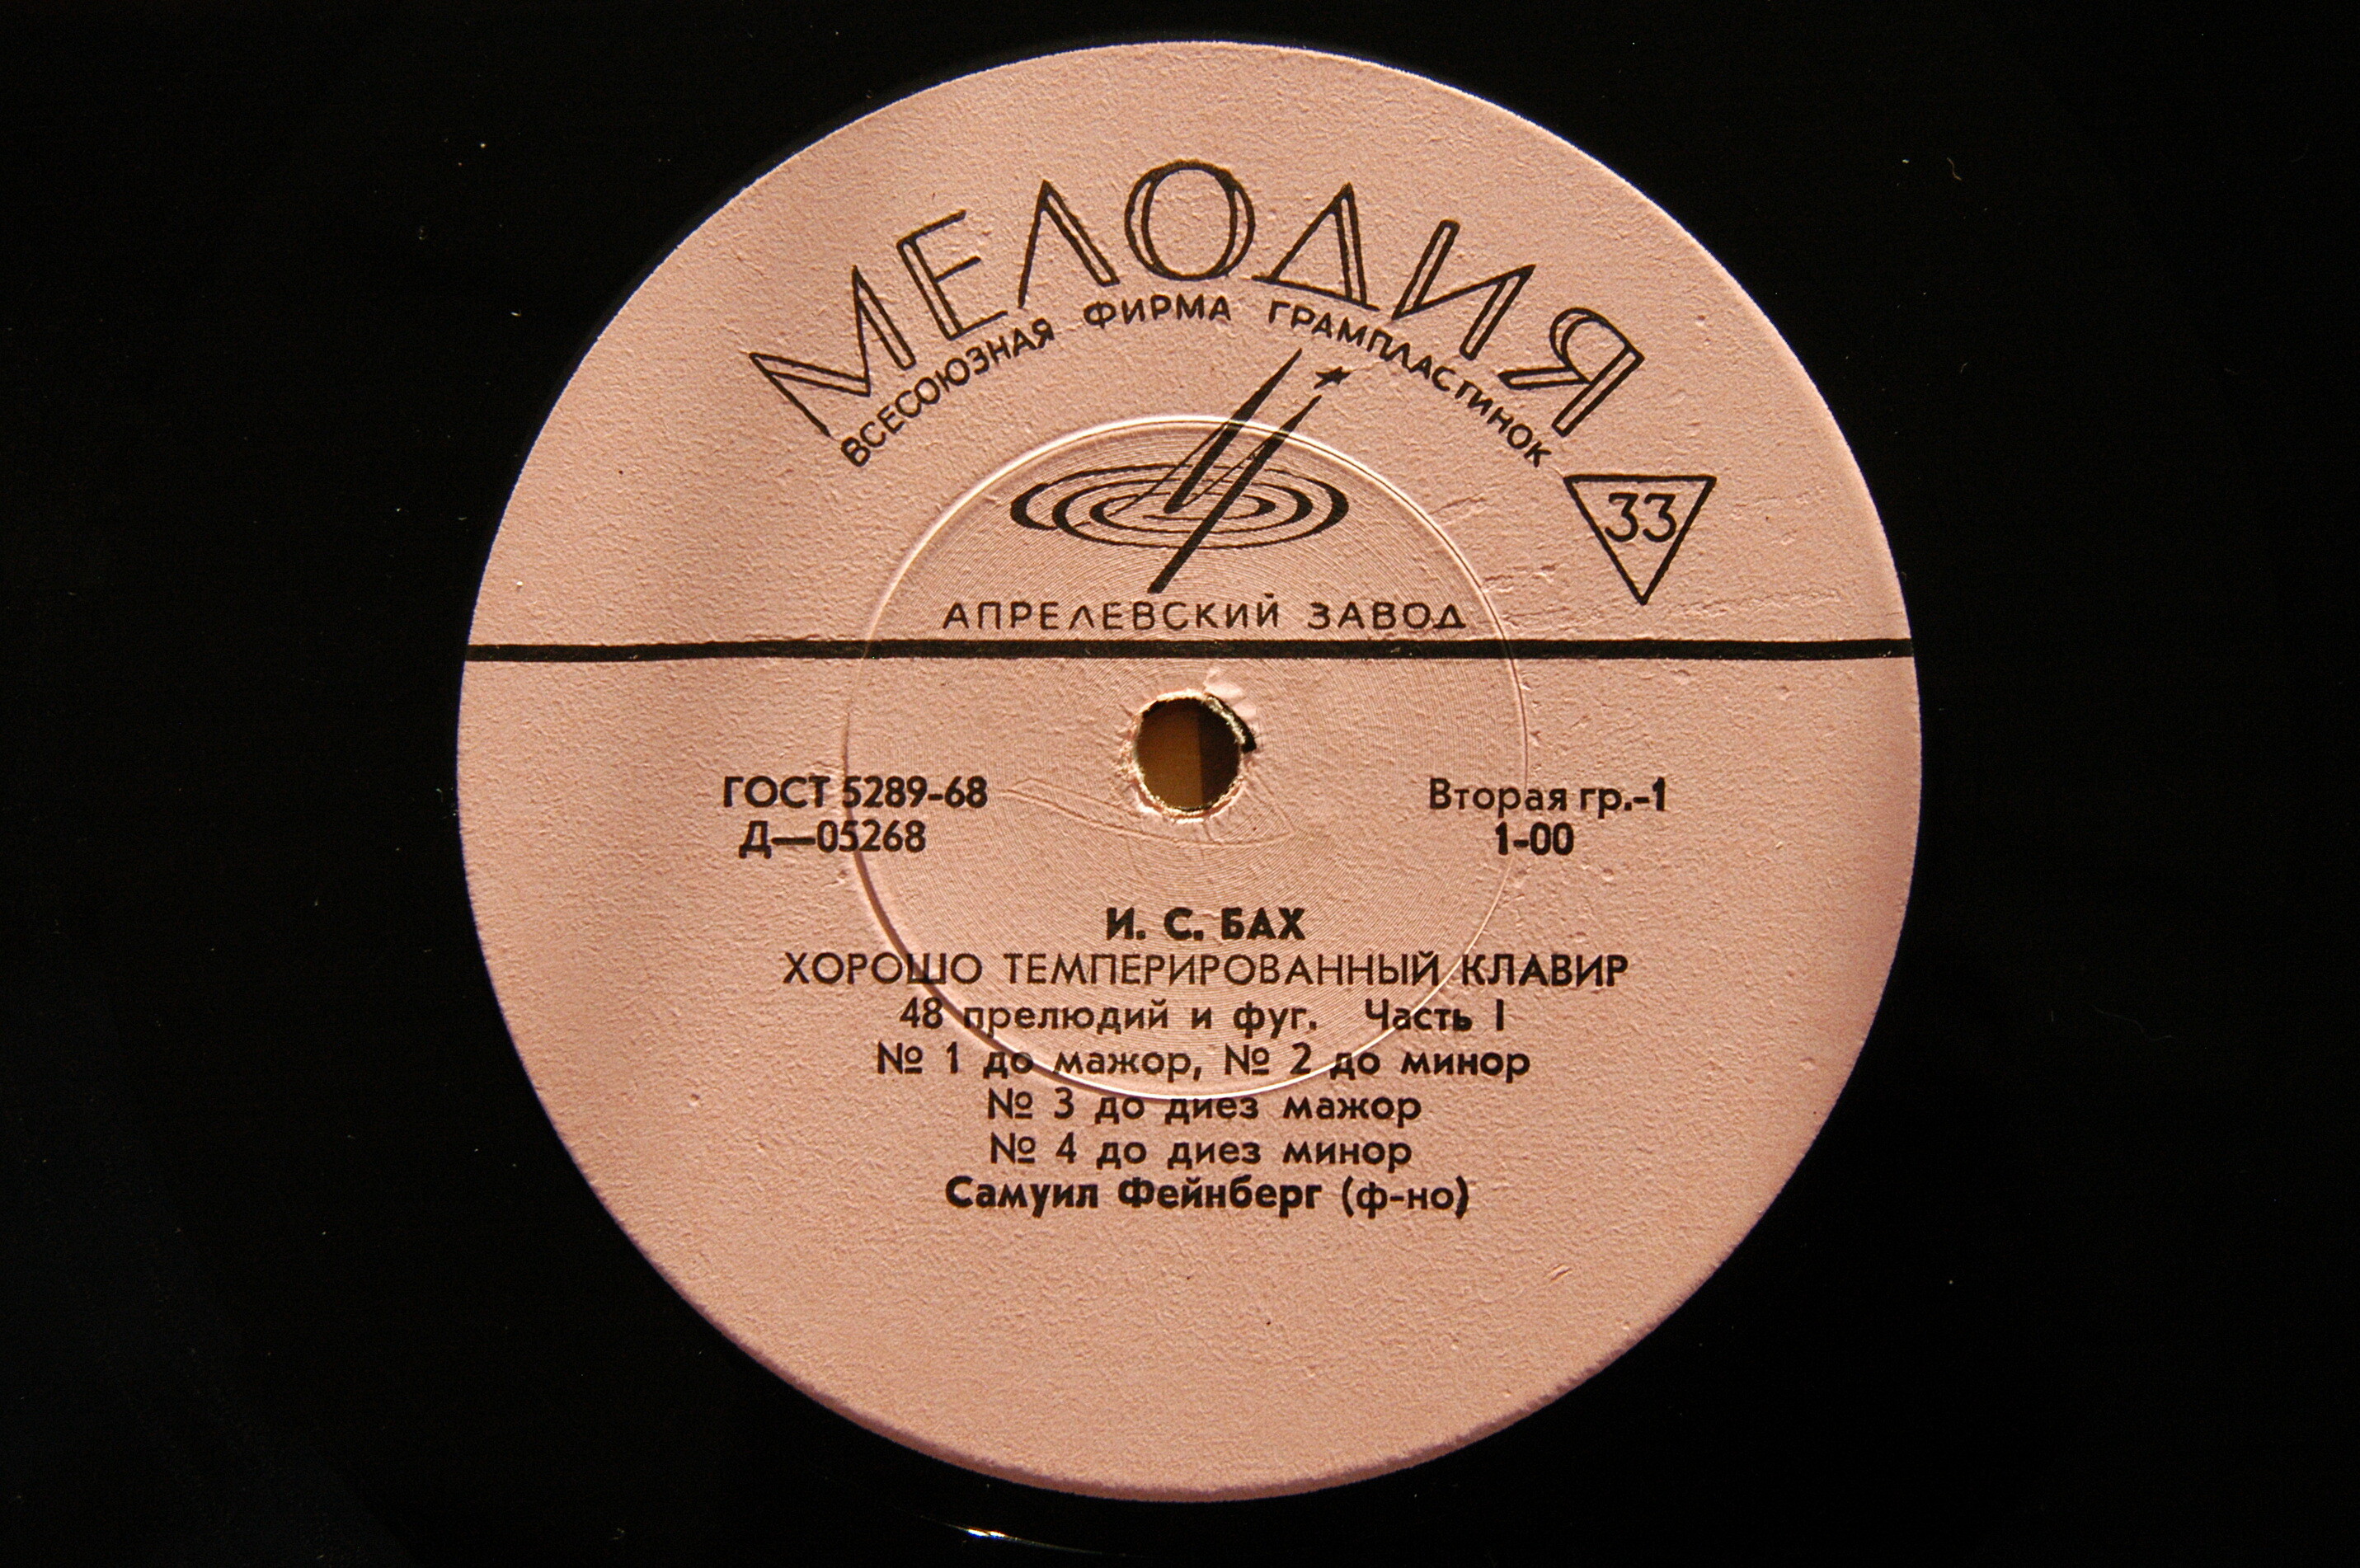 МЕЛОДИЯ
ВСЕСОЮЗНАЯ ФИРМА ГРАМПЛАСТИНОК
33
АПРЕЛЕВСКИЙ ЗАВОД
ГОСТ 5289-68
Д—05268
Вторая гр.-1
1-00
И. С. БАХ
ХОРОШО ТЕМПЕРИРОВАННЫЙ КЛАВИР
48 прелюдий и фуг. Часть I
№ 1 до мажор, № 2 до минор
№ 3 до диез мажор
№ 4 до диез минор
Самуил Фейнберг (ф-но)